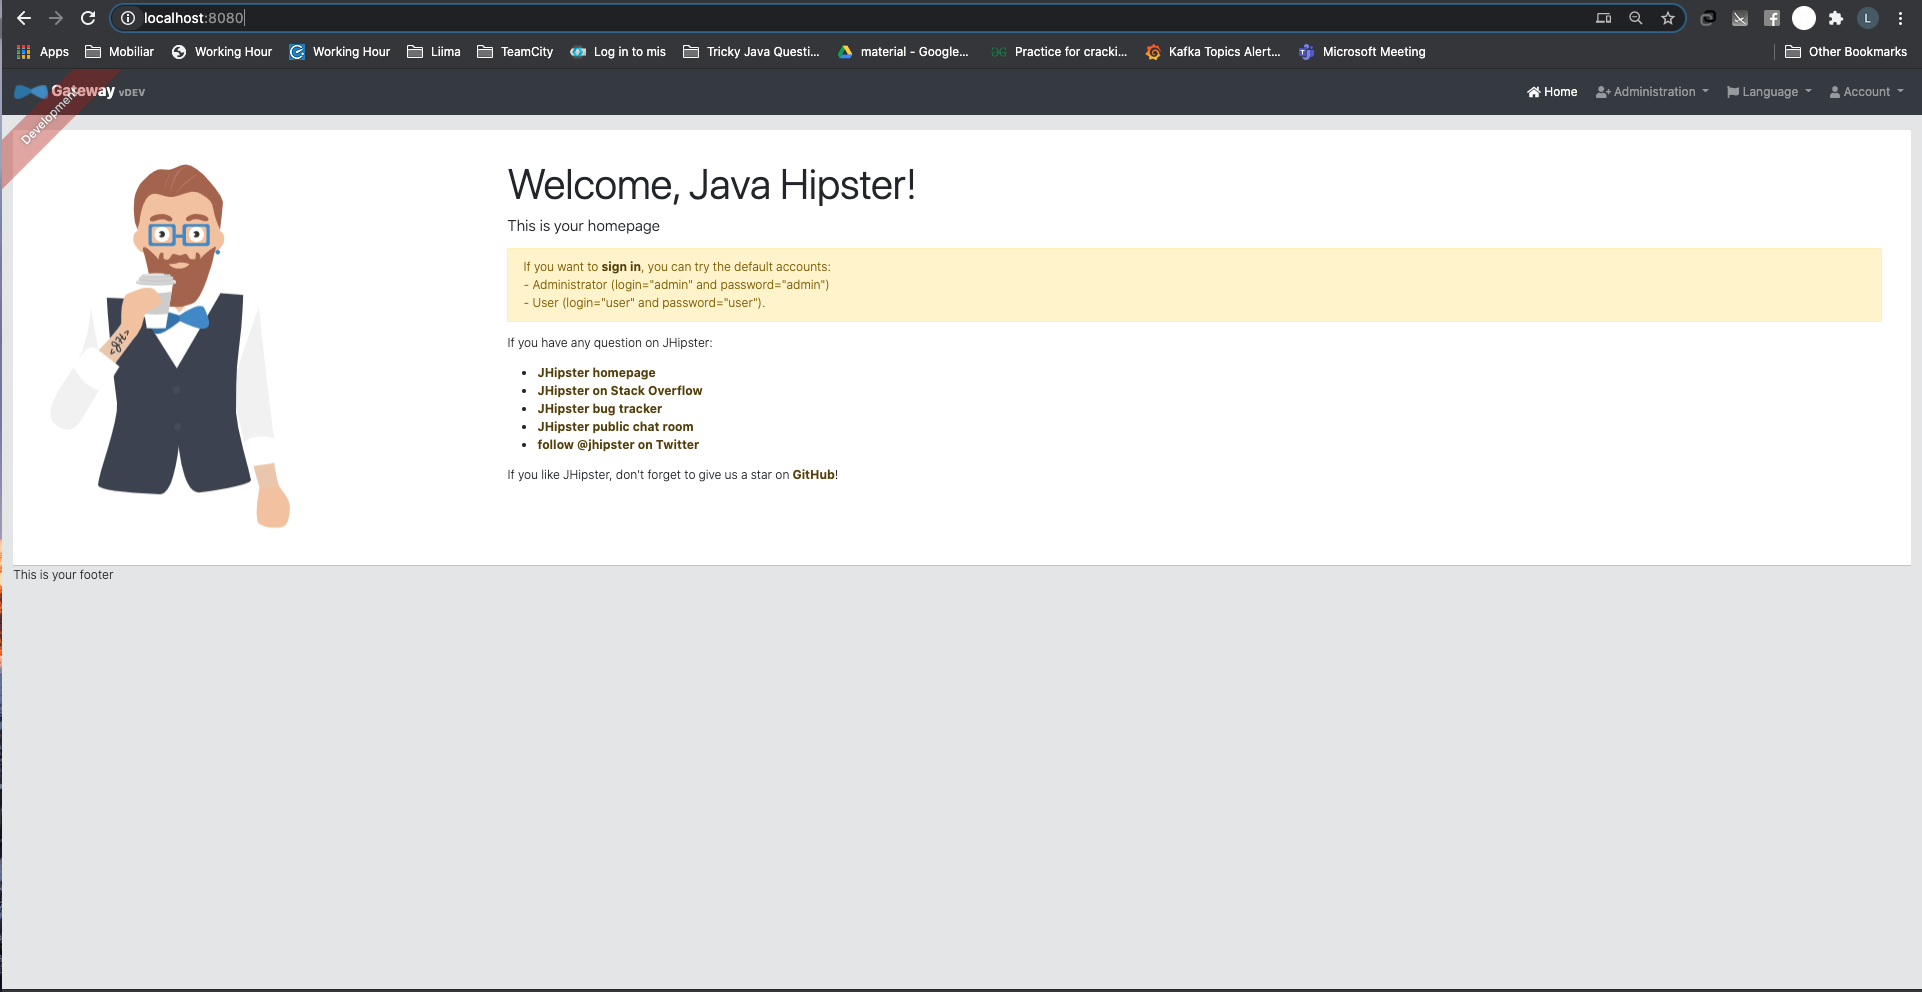 localhost:8080
Apps Mobiliar Working Hour Working Hour Liima TeamCity Log in to mis Tricky Java Questi... material - Google... Practice for cracki... Kafka Topics Alert... Microsoft Meeting Other Bookmarks
Gateway vDEV Home Administration Language Account
Development
Welcome, Java Hipster!
This is your homepage
If you want to sign in, you can try the default accounts:
- Administrator (login="admin" and password="admin")
- User (login="user" and password="user").
<JH>
If you have any question on JHipster:
JHipster homepage
JHipster on Stack Overflow
JHipster bug tracker
JHipster public chat room
follow @jhipster on Twitter
If you like JHipster, don't forget to give us a star on GitHub!
This is your footer
L